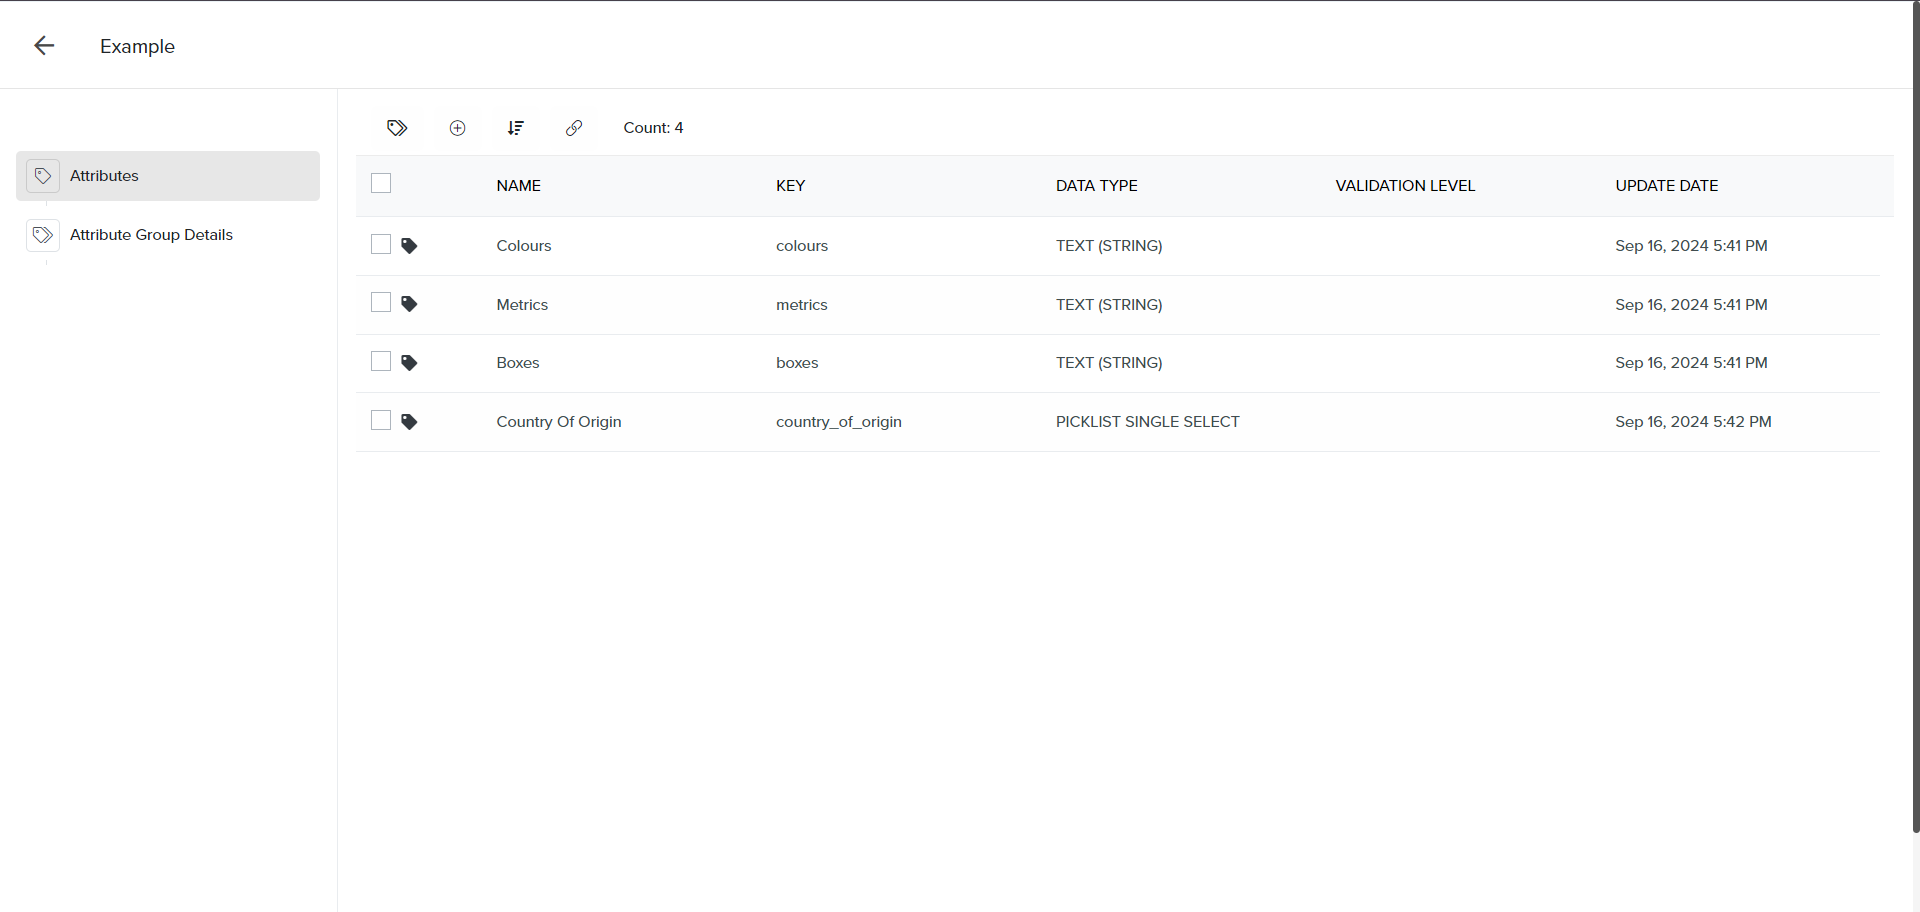 Example
Attributes
Attribute Group Details
Count: 4
NAME KEY DATA TYPE VALIDATION LEVEL UPDATE DATE
Colours colours TEXT (STRING) Sep 16, 2024 5:41 PM
Metrics metrics TEXT (STRING) Sep 16, 2024 5:41 PM
Boxes boxes TEXT (STRING) Sep 16, 2024 5:41 PM
Country Of Origin country_of_origin PICKLIST SINGLE SELECT Sep 16, 2024 5:42 PM